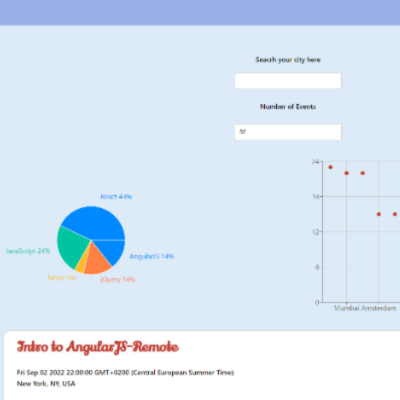 Seacrh your city here
Number of Events
32
24
18
12
6
0
Mumbai Amsterdam
React 44%
JavaScript 24%
AngularJS 14%
Node 5%
jQuery 14%
Intro to AngularJS-Remote
Fri Sep 02 2022 22:00:00 GMT+0200 (Central European Summer Time)
New York, NY, USA